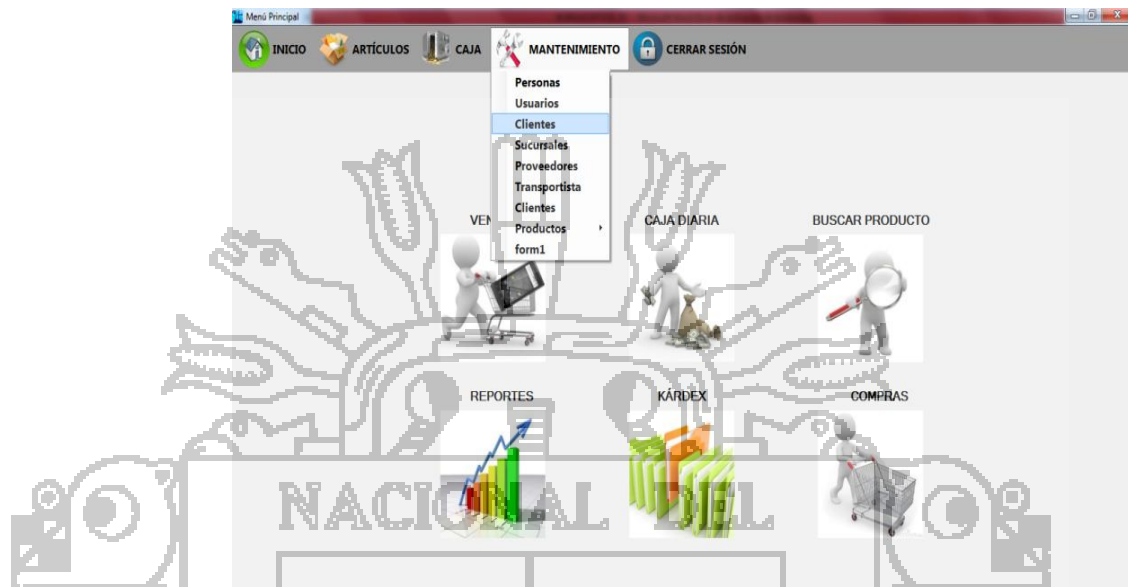 Menú Principal
INICIO ARTÍCULOS CAJA MANTENIMIENTO CERRAR SESIÓN
Personas
Usuarios
Clientes
Sucursales
Proveedores
Transportista
Clientes
Productos
form1
VEN CAJA DIARIA BUSCAR PRODUCTO
REPORTES KÁRDEX COMPRAS
NACIONAL DEL